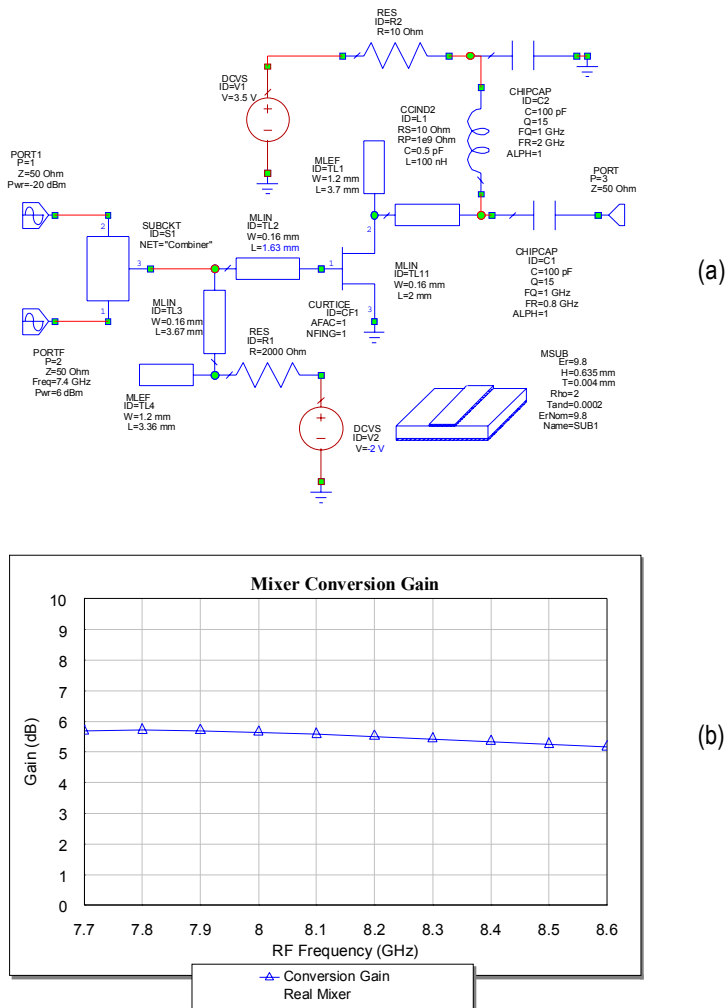 RES
ID=R2
R=10 Ohm
DCVS
ID=V1
V=3.5 V
CHIPCAP
ID=C2
C=100 pF
Q=15
FQ=1 GHz
FR=2 GHz
ALPH=1
CCIND2
ID=L1
RS=10 Ohm
RP=1e9 Ohm
C=0.5 pF
L=100 nH
MLEF
ID=TL1
W=1.2 mm
L=3.7 mm
PORT
P=3
Z=50 Ohm
PORT1
P=1
Z=50 Ohm
Pwr=-20 dBm
2
SUBCKT
ID=S1
NET="Combiner"
3
1
MLIN
ID=TL2
W=0.16 mm
L=1.63 mm
1
2
3
MLIN
ID=TL11
W=0.16 mm
L=2 mm
CHIPCAP
ID=C1
C=100 pF
Q=15
FQ=1 GHz
FR=0.8 GHz
ALPH=1
(a)
CURTICE
ID=CF1
AFAC=1
NFING=1
MLIN
ID=TL3
W=0.16 mm
L=3.67 mm
RES
ID=R1
R=2000 Ohm
PORTF
P=2
Z=50 Ohm
Freq=7.4 GHz
Pwr=6 dBm
MLEF
ID=TL4
W=1.2 mm
L=3.36 mm
DCVS
ID=V2
V=-2 V
MSUB
Er=9.8
H=0.635 mm
T=0.004 mm
Rho=2
Tand=0.0002
ErNom=9.8
Name=SUB1
Mixer Conversion Gain
10
9
8
7
6
5
4
3
2
1
0
Gain (dB)
(b)
7.7 7.8 7.9 8 8.1 8.2 8.3 8.4 8.5 8.6
RF Frequency (GHz)
Conversion Gain
Real Mixer